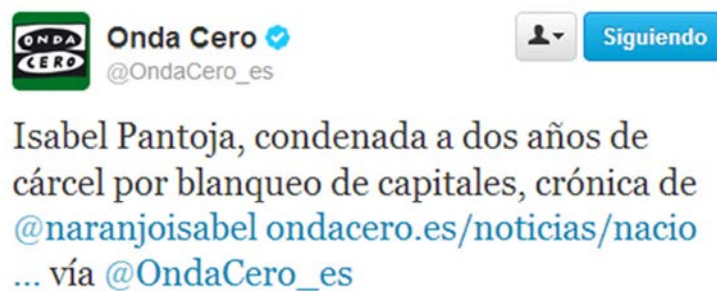 ONDA
CERO
Onda Cero
@OndaCero_es
Siguiendo
Isabel Pantoja, condenada a dos años de
cárcel por blanqueo de capitales, crónica de
@naranjoisabel ondacero.es/noticias/nacio
... vía @OndaCero_es